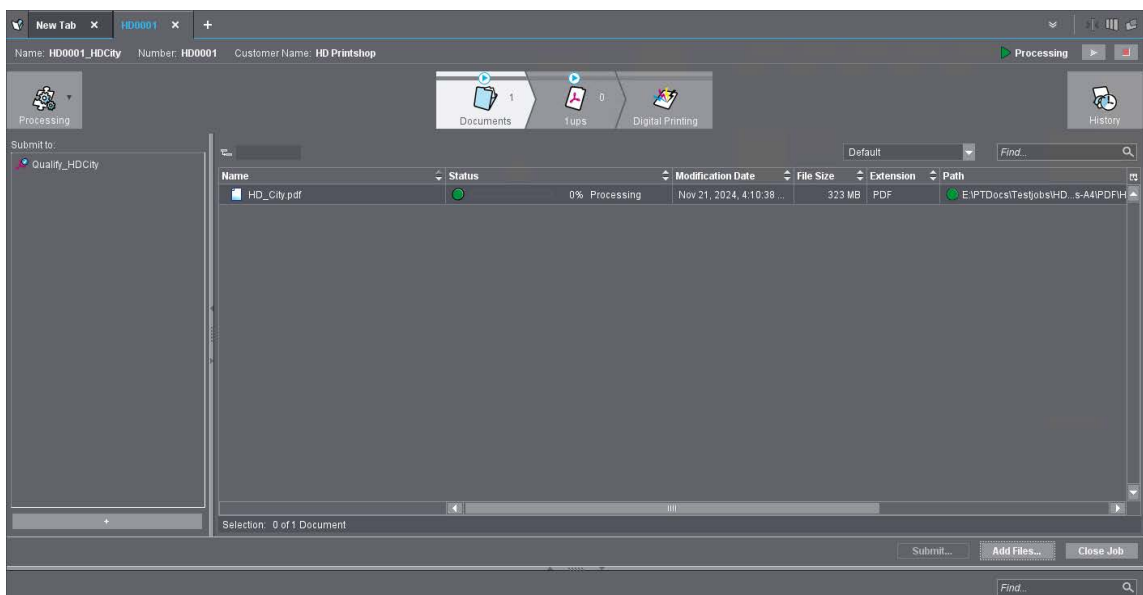 New Tab × HD0001 × +
Name: HD0001_HDCity Number: HD0001 Customer Name: HD Printshop Processing
Processing
1
Documents
0
1ups
Digital Printing
History
Submit to:
Qualify_HDCity
Default Find...
Name Status Modification Date File Size Extension Path
HD_City.pdf 0% Processing Nov 21, 2024, 4:10:38 ... 323 MB PDF E:\PTDocs\Testjobs\HD...s-A4\PDF\H
+
Selection: 0 of 1 Document
Submit... Add Files... Close Job
Find...